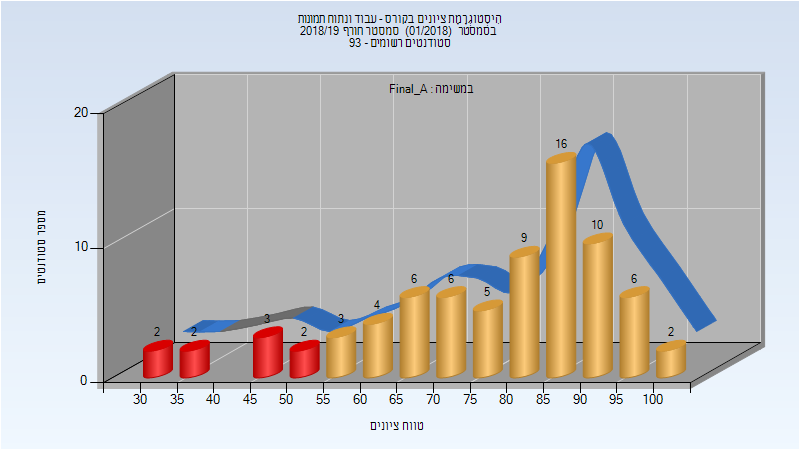 היסטוגרמת ציונים בקורס - עבוד ונתוח תמונות
בסמסטר (01/2018) סמסטר חורף 2018/19
סטודנטים רשומים - 93
במשימה : Final_A
מספר סטודנטים
20
10
0
2
2
3
2
3
4
6
6
5
9
16
10
6
2
30 35 40 45 50 55 60 65 70 75 80 85 90 95 100
טווח ציונים